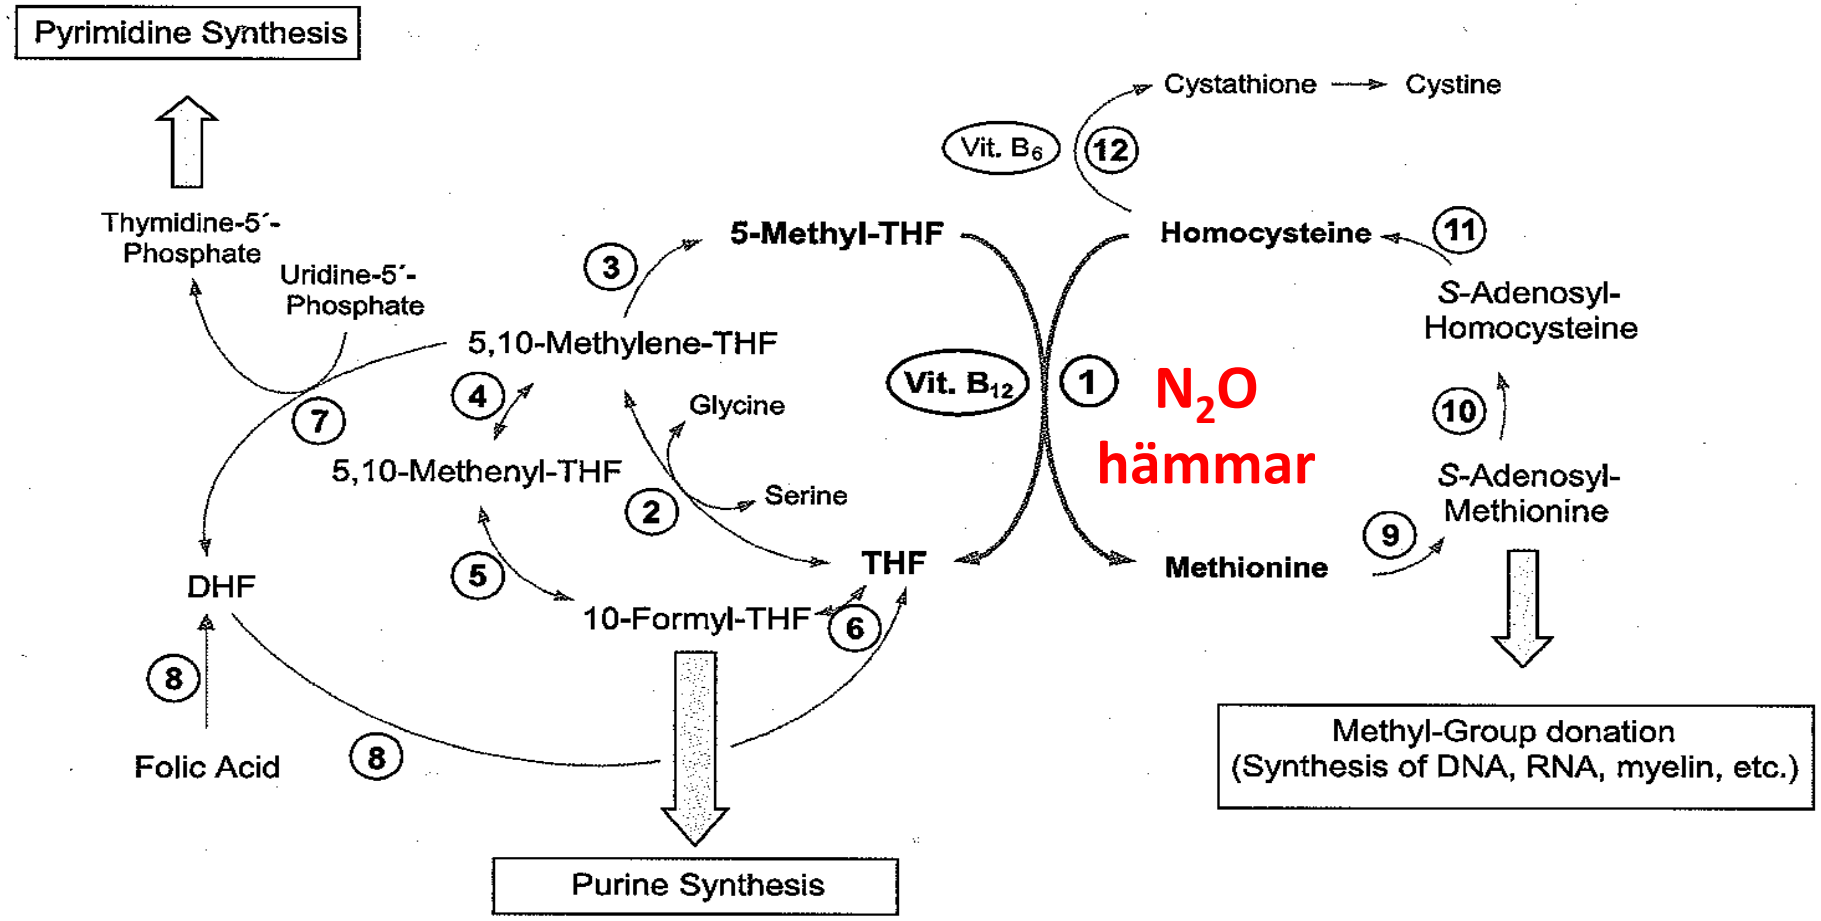 Pyrimidine Synthesis
Cystathione
Cystine
Vit. B6
12
Thymidine-5´-
Phosphate
Uridine-5´-
Phosphate
3
5-Methyl-THF
Homocysteine
11
S-Adenosyl-
Homocysteine
5,10-Methylene-THF
4
Glycine
Vit. B12
1
N2O
hämmar
10
7
5,10-Methenyl-THF
2
Serine
S-Adenosyl-
Methionine
9
THF
Methionine
5
DHF
10-Formyl-THF
6
8
Folic Acid
8
Methyl-Group donation
(Synthesis of DNA, RNA, myelin, etc.)
Purine Synthesis